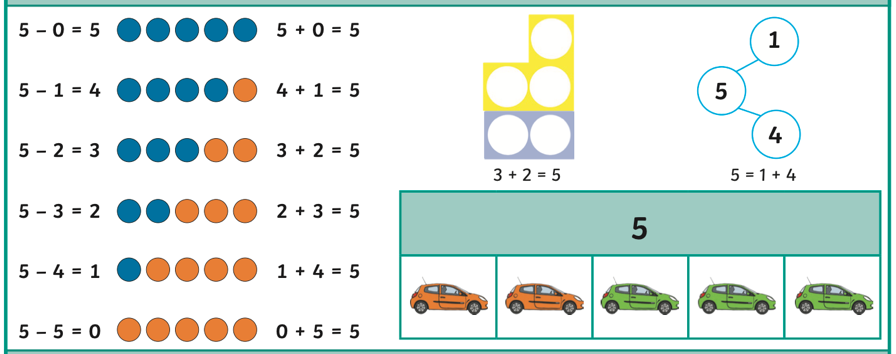 5 – 0 = 5 5 + 0 = 5
5 – 1 = 4 4 + 1 = 5
5 – 2 = 3 3 + 2 = 5
5 – 3 = 2 2 + 3 = 5
5 – 4 = 1 1 + 4 = 5
5 – 5 = 0 0 + 5 = 5
3 + 2 = 5
1
5
4
5 = 1 + 4
5